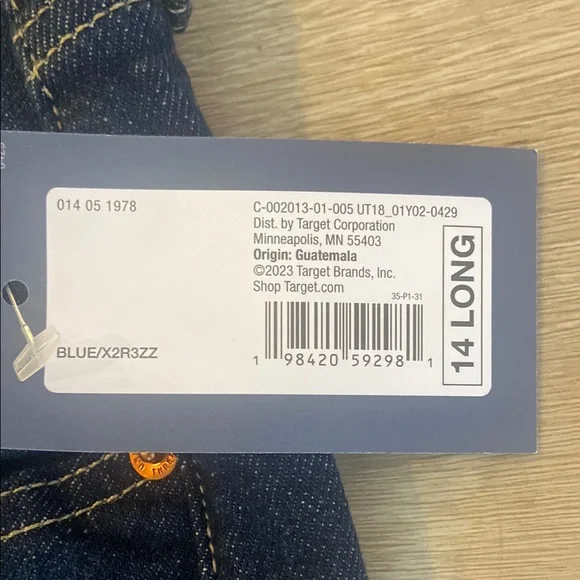 014 05 1978
C-002013-01-005 UT18_01Y02-0429
Dist. by Target Corporation
Minneapolis, MN 55403
Origin: Guatemala
©2023 Target Brands, Inc.
Shop Target.com
35-P1-31
1 98420 59298 1
14 LONG
BLUE/X2R3ZZ